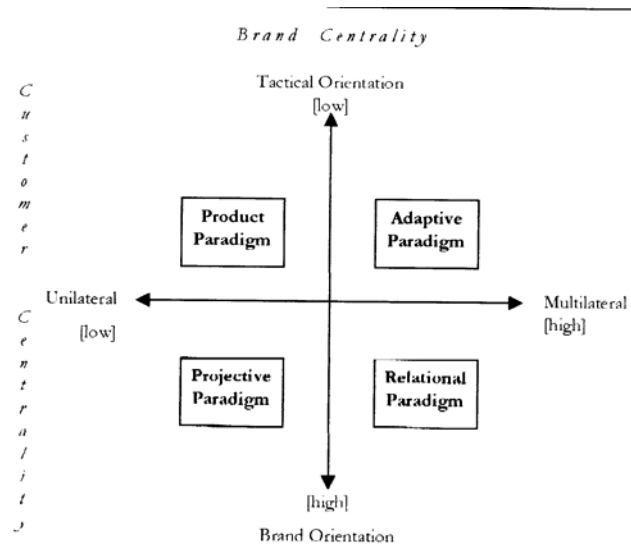 Brand Centrality
Customer Centrality
Tactical Orientation
[low]
Product
Paradigm
Adaptive
Paradigm
Unilateral
[low]
Multilateral
[high]
Projective
Paradigm
Relational
Paradigm
[high]
Brand Orientation